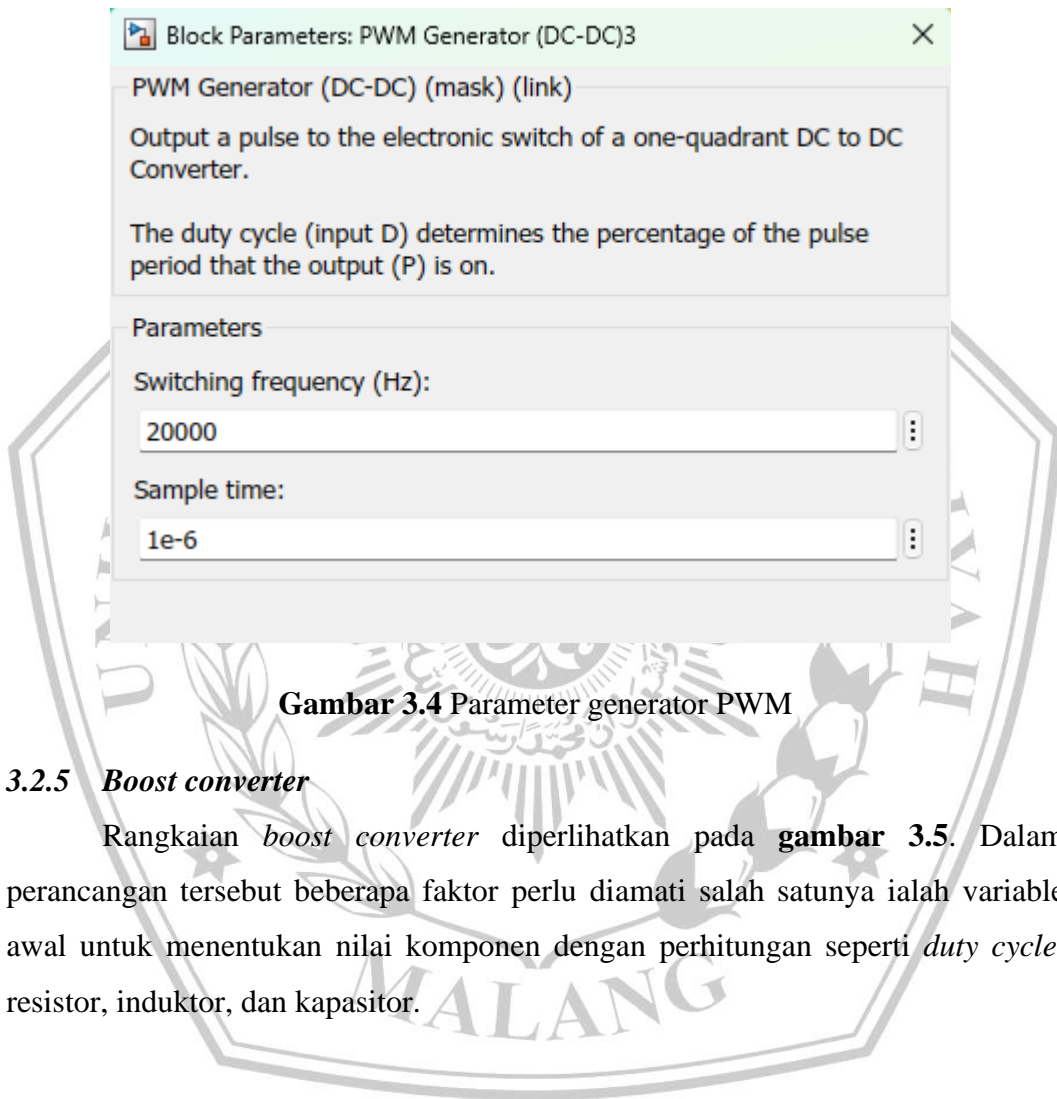 Block Parameters: PWM Generator (DC-DC)3
PWM Generator (DC-DC) (mask) (link)
Output a pulse to the electronic switch of a one-quadrant DC to DC
Converter.
The duty cycle (input D) determines the percentage of the pulse
period that the output (P) is on.
Parameters
Switching frequency (Hz):
20000
Sample time:
1e-6
Gambar 3.4 Parameter generator PWM
3.2.5 Boost converter
Rangkaian boost converter diperlihatkan pada gambar 3.5. Dalam
perancangan tersebut beberapa faktor perlu diamati salah satunya ialah variable
awal untuk menentukan nilai komponen dengan perhitungan seperti duty cycle
resistor, induktor, dan kapasitor.
MALANG